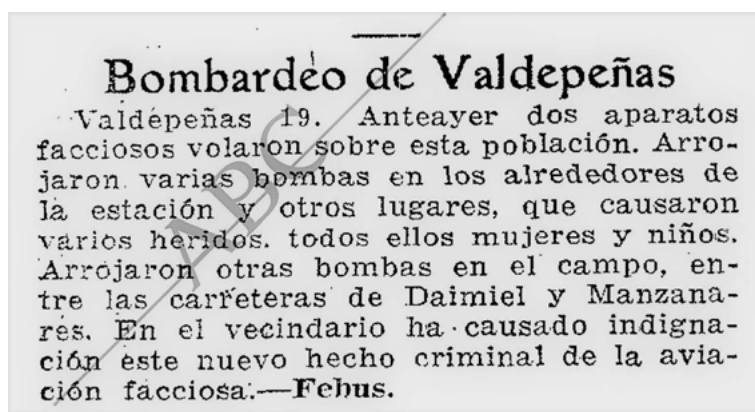 Bombardeo de Valdepeñas
Valdepeñas 19. Anteayer dos aparatos
facciosos volaron sobre esta población. Arro-
jaron varias bombas en los alrededores de
la estación y otros lugares, que causaron
varios heridos. todos ellos mujeres y niños.
Arrojaron otras bombas en el campo, en-
tre las carreteras de Daimiel y Manzana-
res. En el vecindario ha causado indigna-
ción este nuevo hecho criminal de la avia-
ción facciosa.—Febus.
ABC